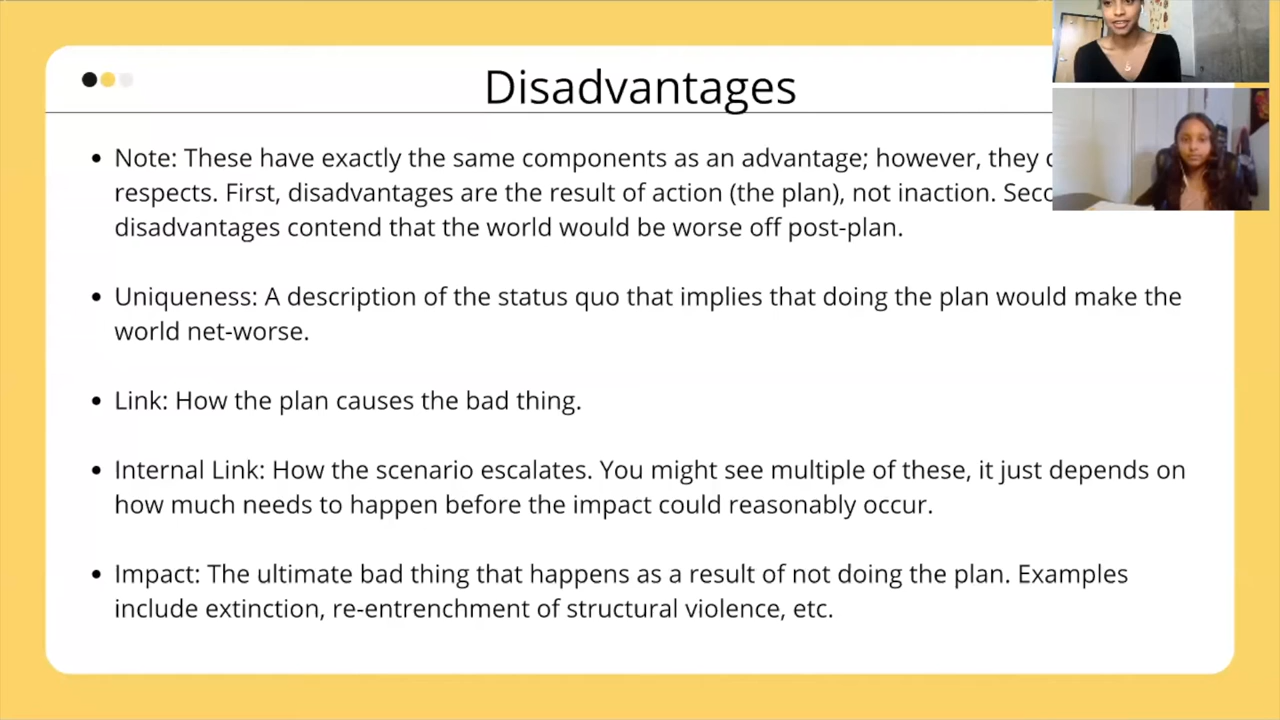 Disadvantages
Note: These have exactly the same components as an advantage; however, they
respects. First, disadvantages are the result of action (the plan), not inaction.
disadvantages contend that the world would be worse off post-plan.
Uniqueness: A description of the status quo that implies that doing the plan would make the
world net-worse.
Link: How the plan causes the bad thing.
Internal Link: How the scenario escalates. You might see multiple of these, it just depends on
how much needs to happen before the impact could reasonably occur.
Impact: The ultimate bad thing that happens as a result of not doing the plan. Examples
include extinction, re-entrenchment of structural violence, etc.